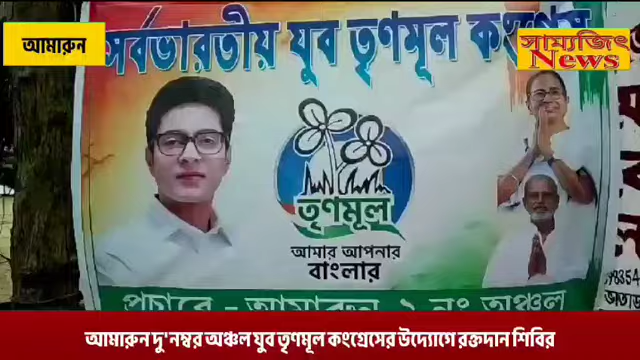 আমারুন
সর্বভারতীয় যুব তৃণমূল কংগ্রেস
সাম্যজিৎ
News
তৃণমূল
আমার আপনার
বাংলার
প্রচারে - আমারুন ২ নং অঞ্চল
আমারুন দু'নম্বর অঞ্চল যুব তৃণমূল কংগ্রেসের উদ্যোগে রক্তদান শিবির